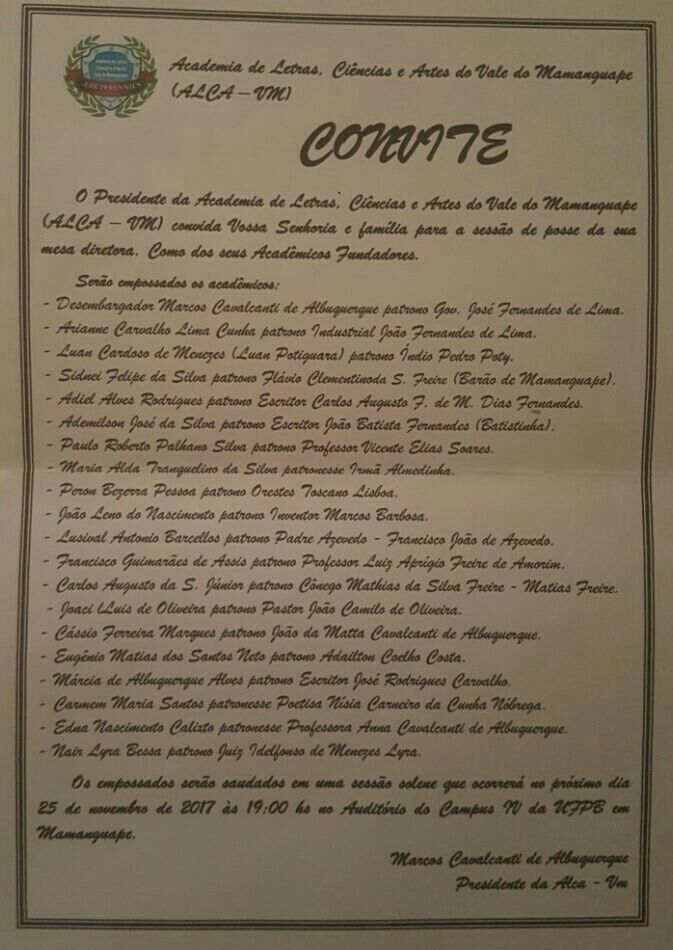 Academia de Letras, Ciências e Artes do Vale do Mamanguape
(ALCA – VM)
ERE PERENNIUS
CONVITE
O Presidente da Academia de Letras, Ciências e Artes do Vale do Mamanguape
(ALCA – VM) convida Vossa Senhoria e família para a sessão de posse da sua
mesa diretora. Como dos seus Acadêmicos Fundadores.
Serão empossados os acadêmicos:
- Desembargador Marcos Cavalcanti de Albuquerque patrono Gov. José Fernandes de Lima.
- Arianne Carvalho Lima Cunha patrono Industrial João Fernandes de Lima.
- Luan Cardoso de Menezes (Luan Potiguara) patrono Índio Pedro Poty.
- Sidnei Felipe da Silva patrono Flávio Clementinoda S. Freire (Barão de Mamanguape).
- Adiel Alves Rodrigues patrono Escritor Carlos Augusto F. de M. Dias Fernandes.
- Ademilson José da Silva patrono Escritor João Batista Fernandes (Batistinha).
- Paulo Roberto Palhano Silva patrono Professor Vicente Elias Soares.
- Maria Alda Tranquelino da Silva patronesse Irmã Almedinha.
- Peron Bezerra Pessoa patrono Orestes Toscano Lisboa.
- João Leno do Nascimento patrono Inventor Marcos Barbosa.
- Lusival Antonio Barcellos patrono Padre Azevedo - Francisco João de Azevedo.
- Francisco Guimarães de Assis patrono Professor Luiz Aprígio Freire de Amorim.
- Carlos Augusto da S. Júnior patrono Cônego Mathias da Silva Freire - Matias Freire.
- Joaci (Luis de Oliveira patrono Pastor João Camilo de Oliveira.
- Cássio Ferreira Marques patrono João da Matta Cavalcanti de Albuquerque.
- Eugênio Matias dos Santos Neto patrono Adailton Coelho Costa.
- Márcia de Albuquerque Alves patrono Escritor José Rodrigues Carvalho.
- Carmem Maria Santos patronesse Poetisa Nísia Carneiro da Cunha Nóbrega.
- Edna Nascimento Calixto patronesse Professora Anna Cavalcanti de Albuquerque.
- Nair Lyra Bessa patrono Juiz Idelfonso de Menezes Lyra.
Os empossados serão saudados em uma sessão solene que ocorrerá no próximo dia
25 de novembro de 2017 às 19:00 hs no Auditório do Campus IV da UFPB em
Mamanguape.
Marcos Cavalcanti de Albuquerque
Presidente da Alca - Vm